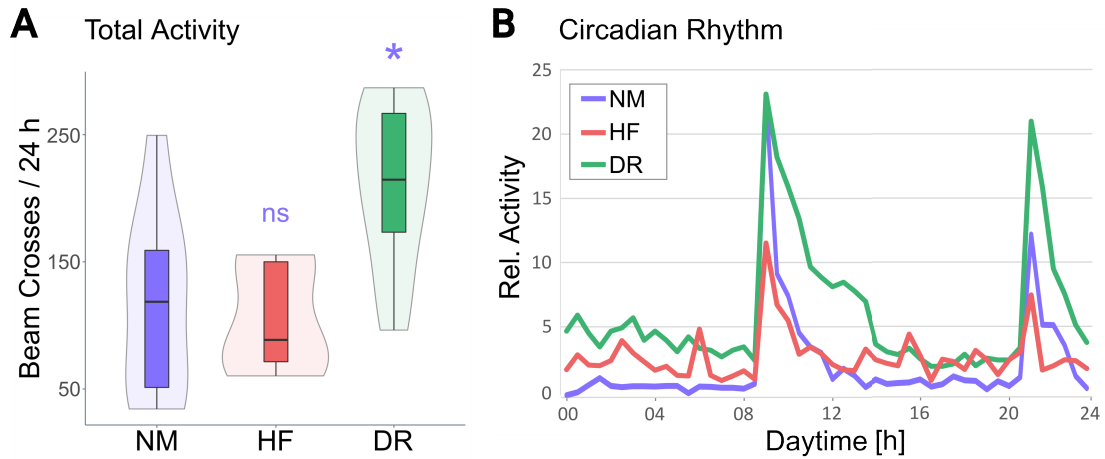 A Total Activity
*
ns
Beam Crosses / 24 h
250
150
50
NM HF DR
B Circadian Rhythm
NM
HF
DR
Rel. Activity
25
20
15
10
5
0
00 04 08 12 16 20 24
Daytime [h]